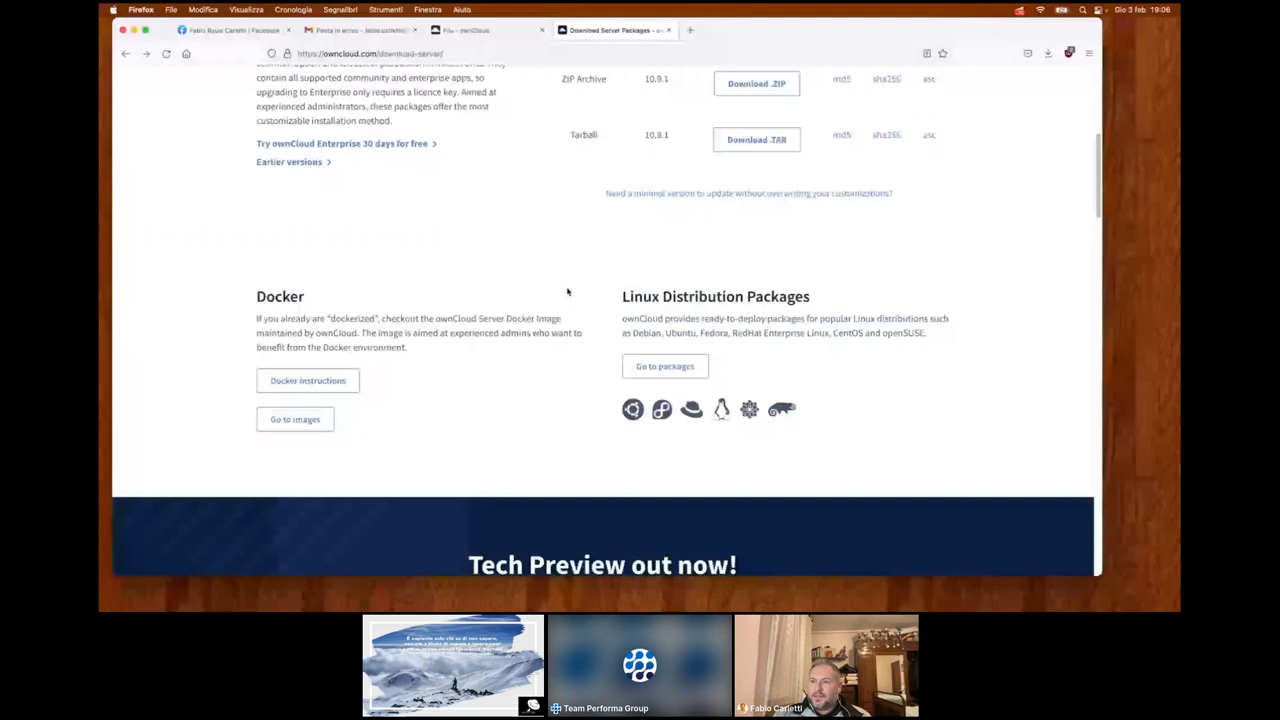 Firefox File Modifica Visualizza Cronologia Segnalibri Strumenti Finestra Aiuto
Gio 3 feb 19:06
Download Server Packages
https://owncloud.com/download-server/
contain all supported community and enterprise apps, so
upgrading to Enterprise only requires a licence key. Aimed at
experienced administrators, these packages offer the most
customizable installation method.
Try ownCloud Enterprise 30 days for free >
Earlier versions >
ZIP Archive 10.9.1 Download .ZIP md5 sha256 asc
Tarball 10.9.1 Download .TAR md5 sha256 asc
Need a minimal version to update without overwriting your customizations?
Docker
If you already are "dockerized", checkout the ownCloud Server Docker Image
maintained by ownCloud. The image is aimed at experienced admins who want to
benefit from the Docker environment.
Docker instructions
Go to images
Linux Distribution Packages
ownCloud provides ready-to-deploy packages for popular Linux distributions such
as Debian, Ubuntu, Fedora, RedHat Enterprise Linux, CentOS and openSUSE.
Go to packages
Tech Preview out now!
Team Performa Group
Fabio Carletti